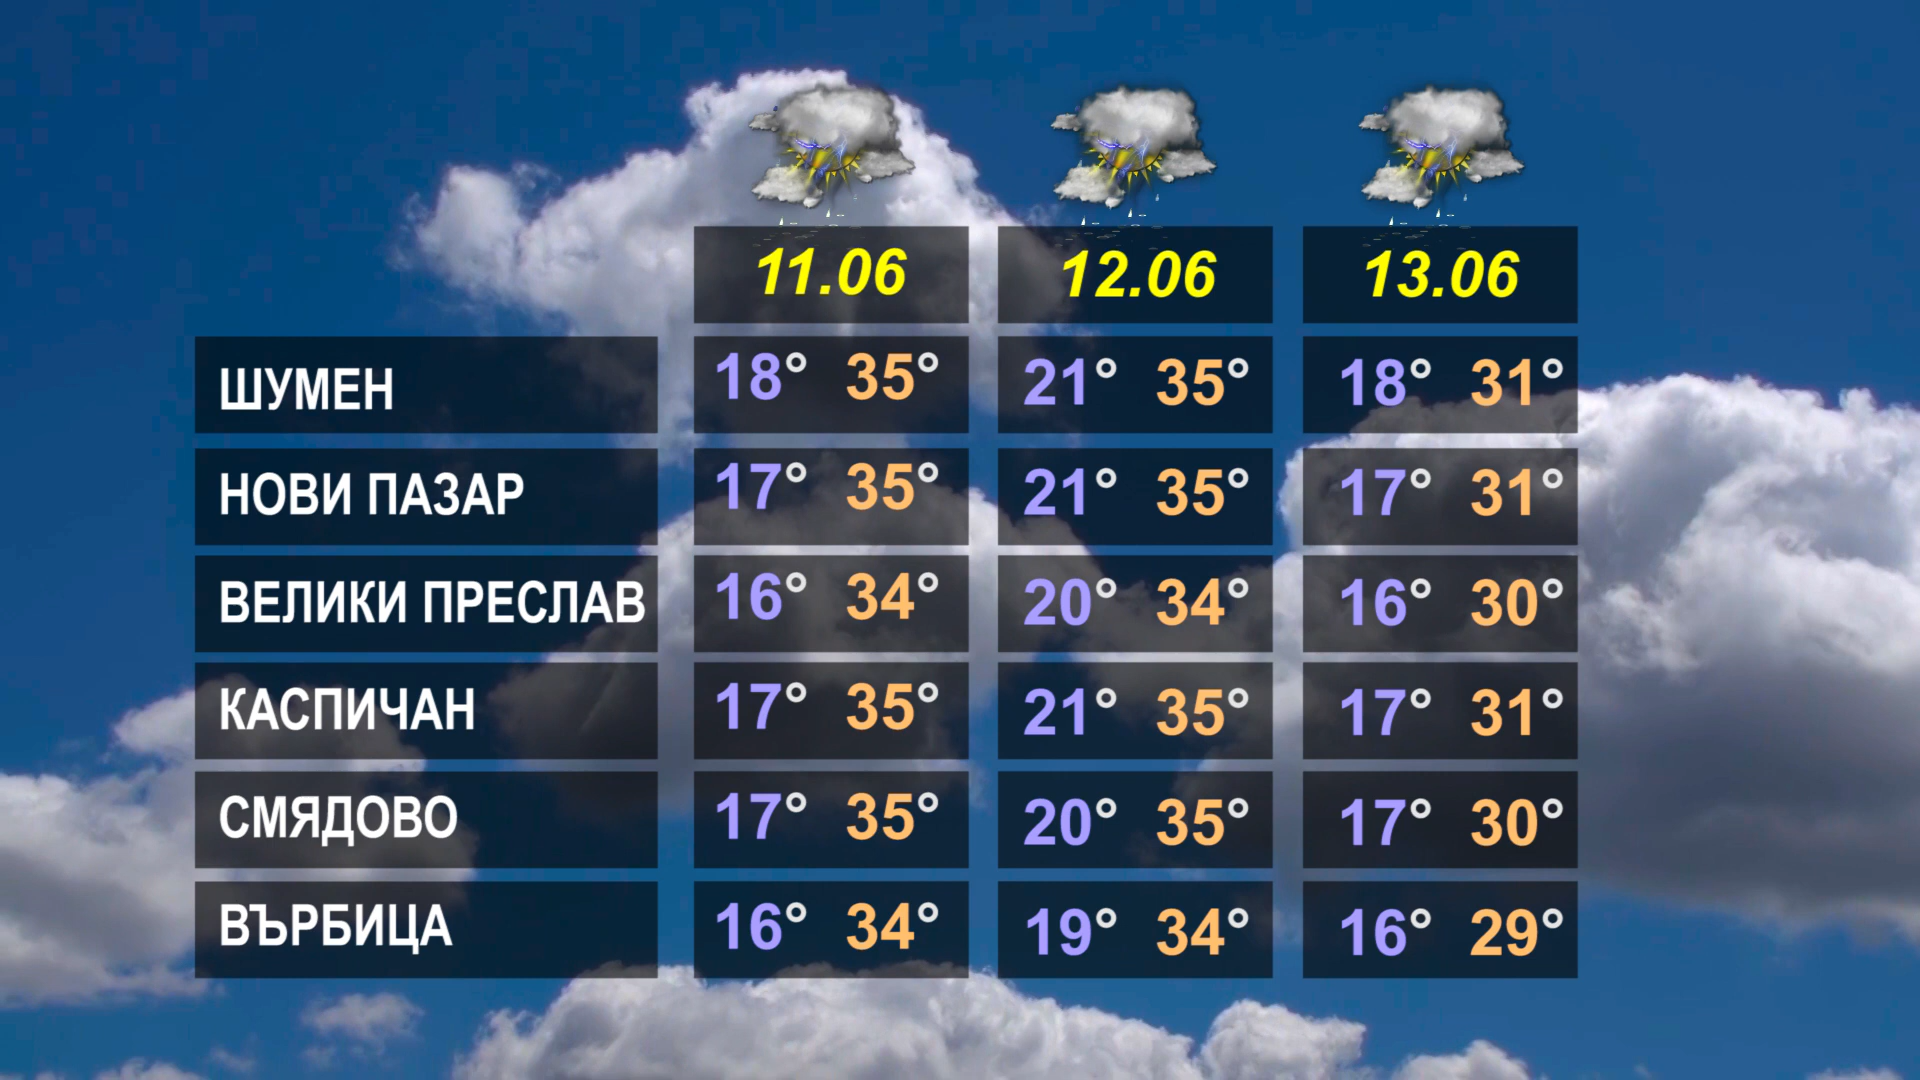 11.06 12.06 13.06
ШУМЕН 18° 35° 21° 35° 18° 31°
НОВИ ПАЗАР 17° 35° 21° 35° 17° 31°
ВЕЛИКИ ПРЕСЛАВ 16° 34° 20° 34° 16° 30°
КАСПИЧАН 17° 35° 21° 35° 17° 31°
СМЯДОВО 17° 35° 20° 35° 17° 30°
ВЪРБИЦА 16° 34° 19° 34° 16° 29°